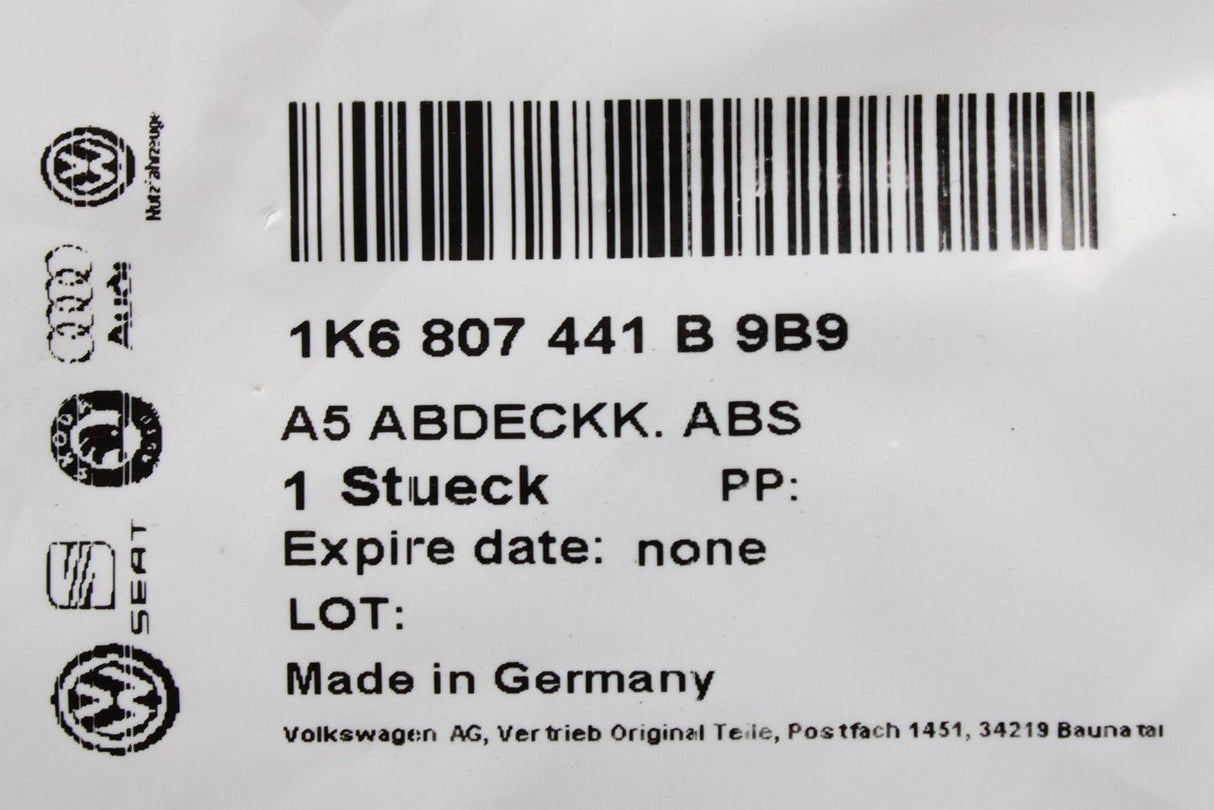 1K6 807 441 B 9B9
A5 ABDECKK. ABS
1 Stueck PP:
Expire date: none
LOT:
Made in Germany
Volkswagen AG, Vertrieb Original Teile, Postfach 1451, 34219 Baunatal
Nutzfahrzeuge
Audi
SKODA
SEAT